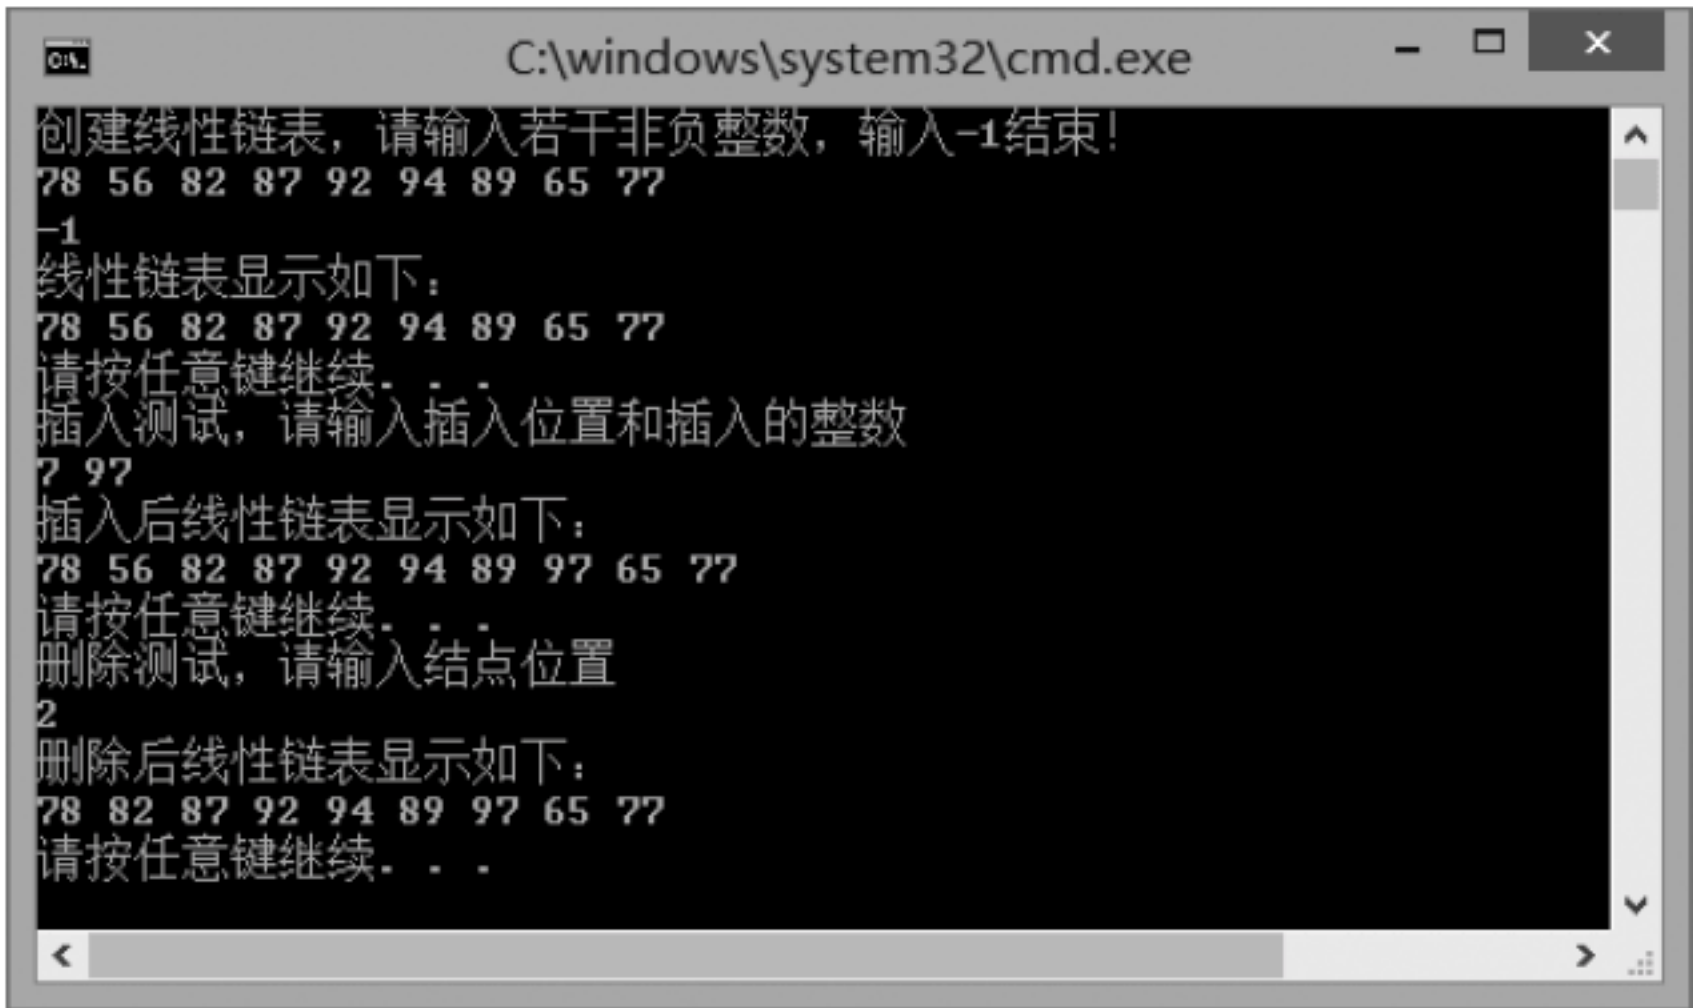 C:\windows\system32\cmd.exe
创建线性链表，请输入若干非负整数，输入-1结束！
78 56 82 87 92 94 89 65 77
-1
线性链表显示如下：
78 56 82 87 92 94 89 65 77
请按任意键继续. . .
插入测试，请输入插入位置和插入的整数
7 97
插入后线性链表显示如下：
78 56 82 87 92 94 89 97 65 77
请按任意键继续. . .
删除测试，请输入结点位置
2
删除后线性链表显示如下：
78 82 87 92 94 89 97 65 77
请按任意键继续. . .